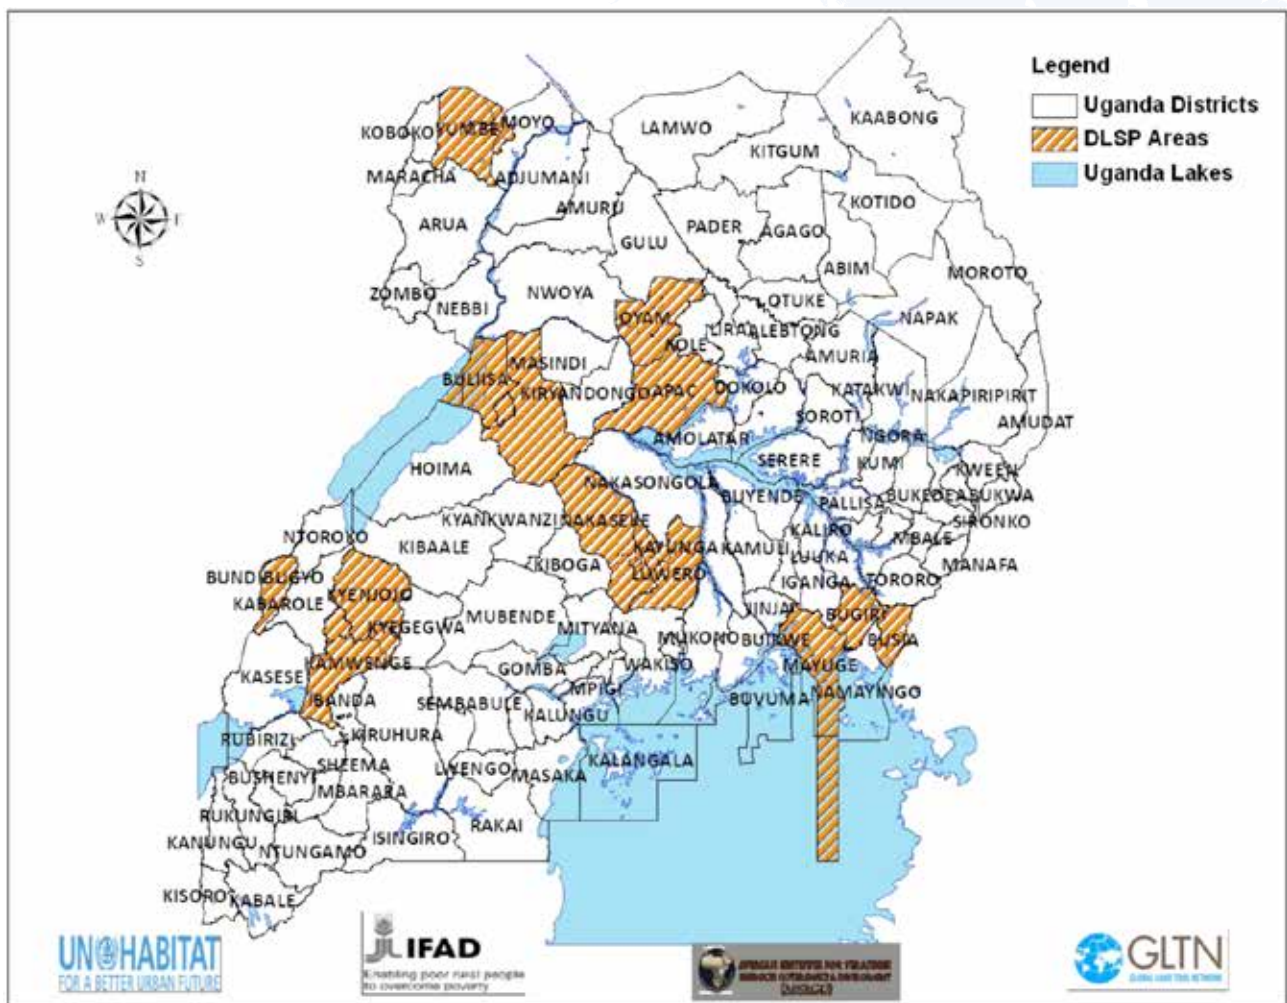 Legend
Uganda Districts
DLSP Areas
Uganda Lakes
N
W E
S
KAABONG
LAMWO
KITGUM
KOBOKO YUMBE MOYO
MARACHA ADJUMANI
KOTIDO
AMURU
ARUA
PADER AGAGO
GULU
ABIM
MOROTO
ZOMBO
NEBBI
NWOYA
OTUKE
OYAM
NAPAK
LIRA ALEBTONG
KOLE
AMURIA
MASINDI
BULIISA
KIRYANDONGO APAC DOKOLO KATAKWI NAKAPIRIPIRIT
SOROTI
AMUDAT
AMOLATAR NGORA
HOIMA
SERERE KUMI KWEEN
NAKASONGOLA BUYENDE PALLISA BUKEDEA BUKWA
KYANKWANZI NAKASEKE
KALIRO SIRONKO
NTOROKO KIBAALE
KAYUNGA KAMULI LUUKA MBALE
KIBOGA
MANAFA
BUNDIBUGYO
LUWERO
IGANGA TORORO
KABAROLE KYENJOJO
MUBENDE
JINJA BUGIRI
KYEGEGWA
MITYANA MUKONO BUIKWE BUSIA
KASESE KAMWENGE
GOMBA WAKISO
MAYUGE
IBANDA
MPIGI
BUVUMA NAMAYINGO
SEMBABULE KALUNGU
RUBIRIZI KIRUHURA
SHEEMA
KALANGALA
BUSHENYI
LWENGO MASAKA
MBARARA
RUKUNGIRI
RAKAI
KANUNGU
ISINGIRO
NTUNGAMO
KISORO KABALE
UN HABITAT
FOR A BETTER URBAN FUTURE
IFAD
Enabling poor rural people
to overcome poverty
GLTN
GLOBAL LAND TOOL NETWORK